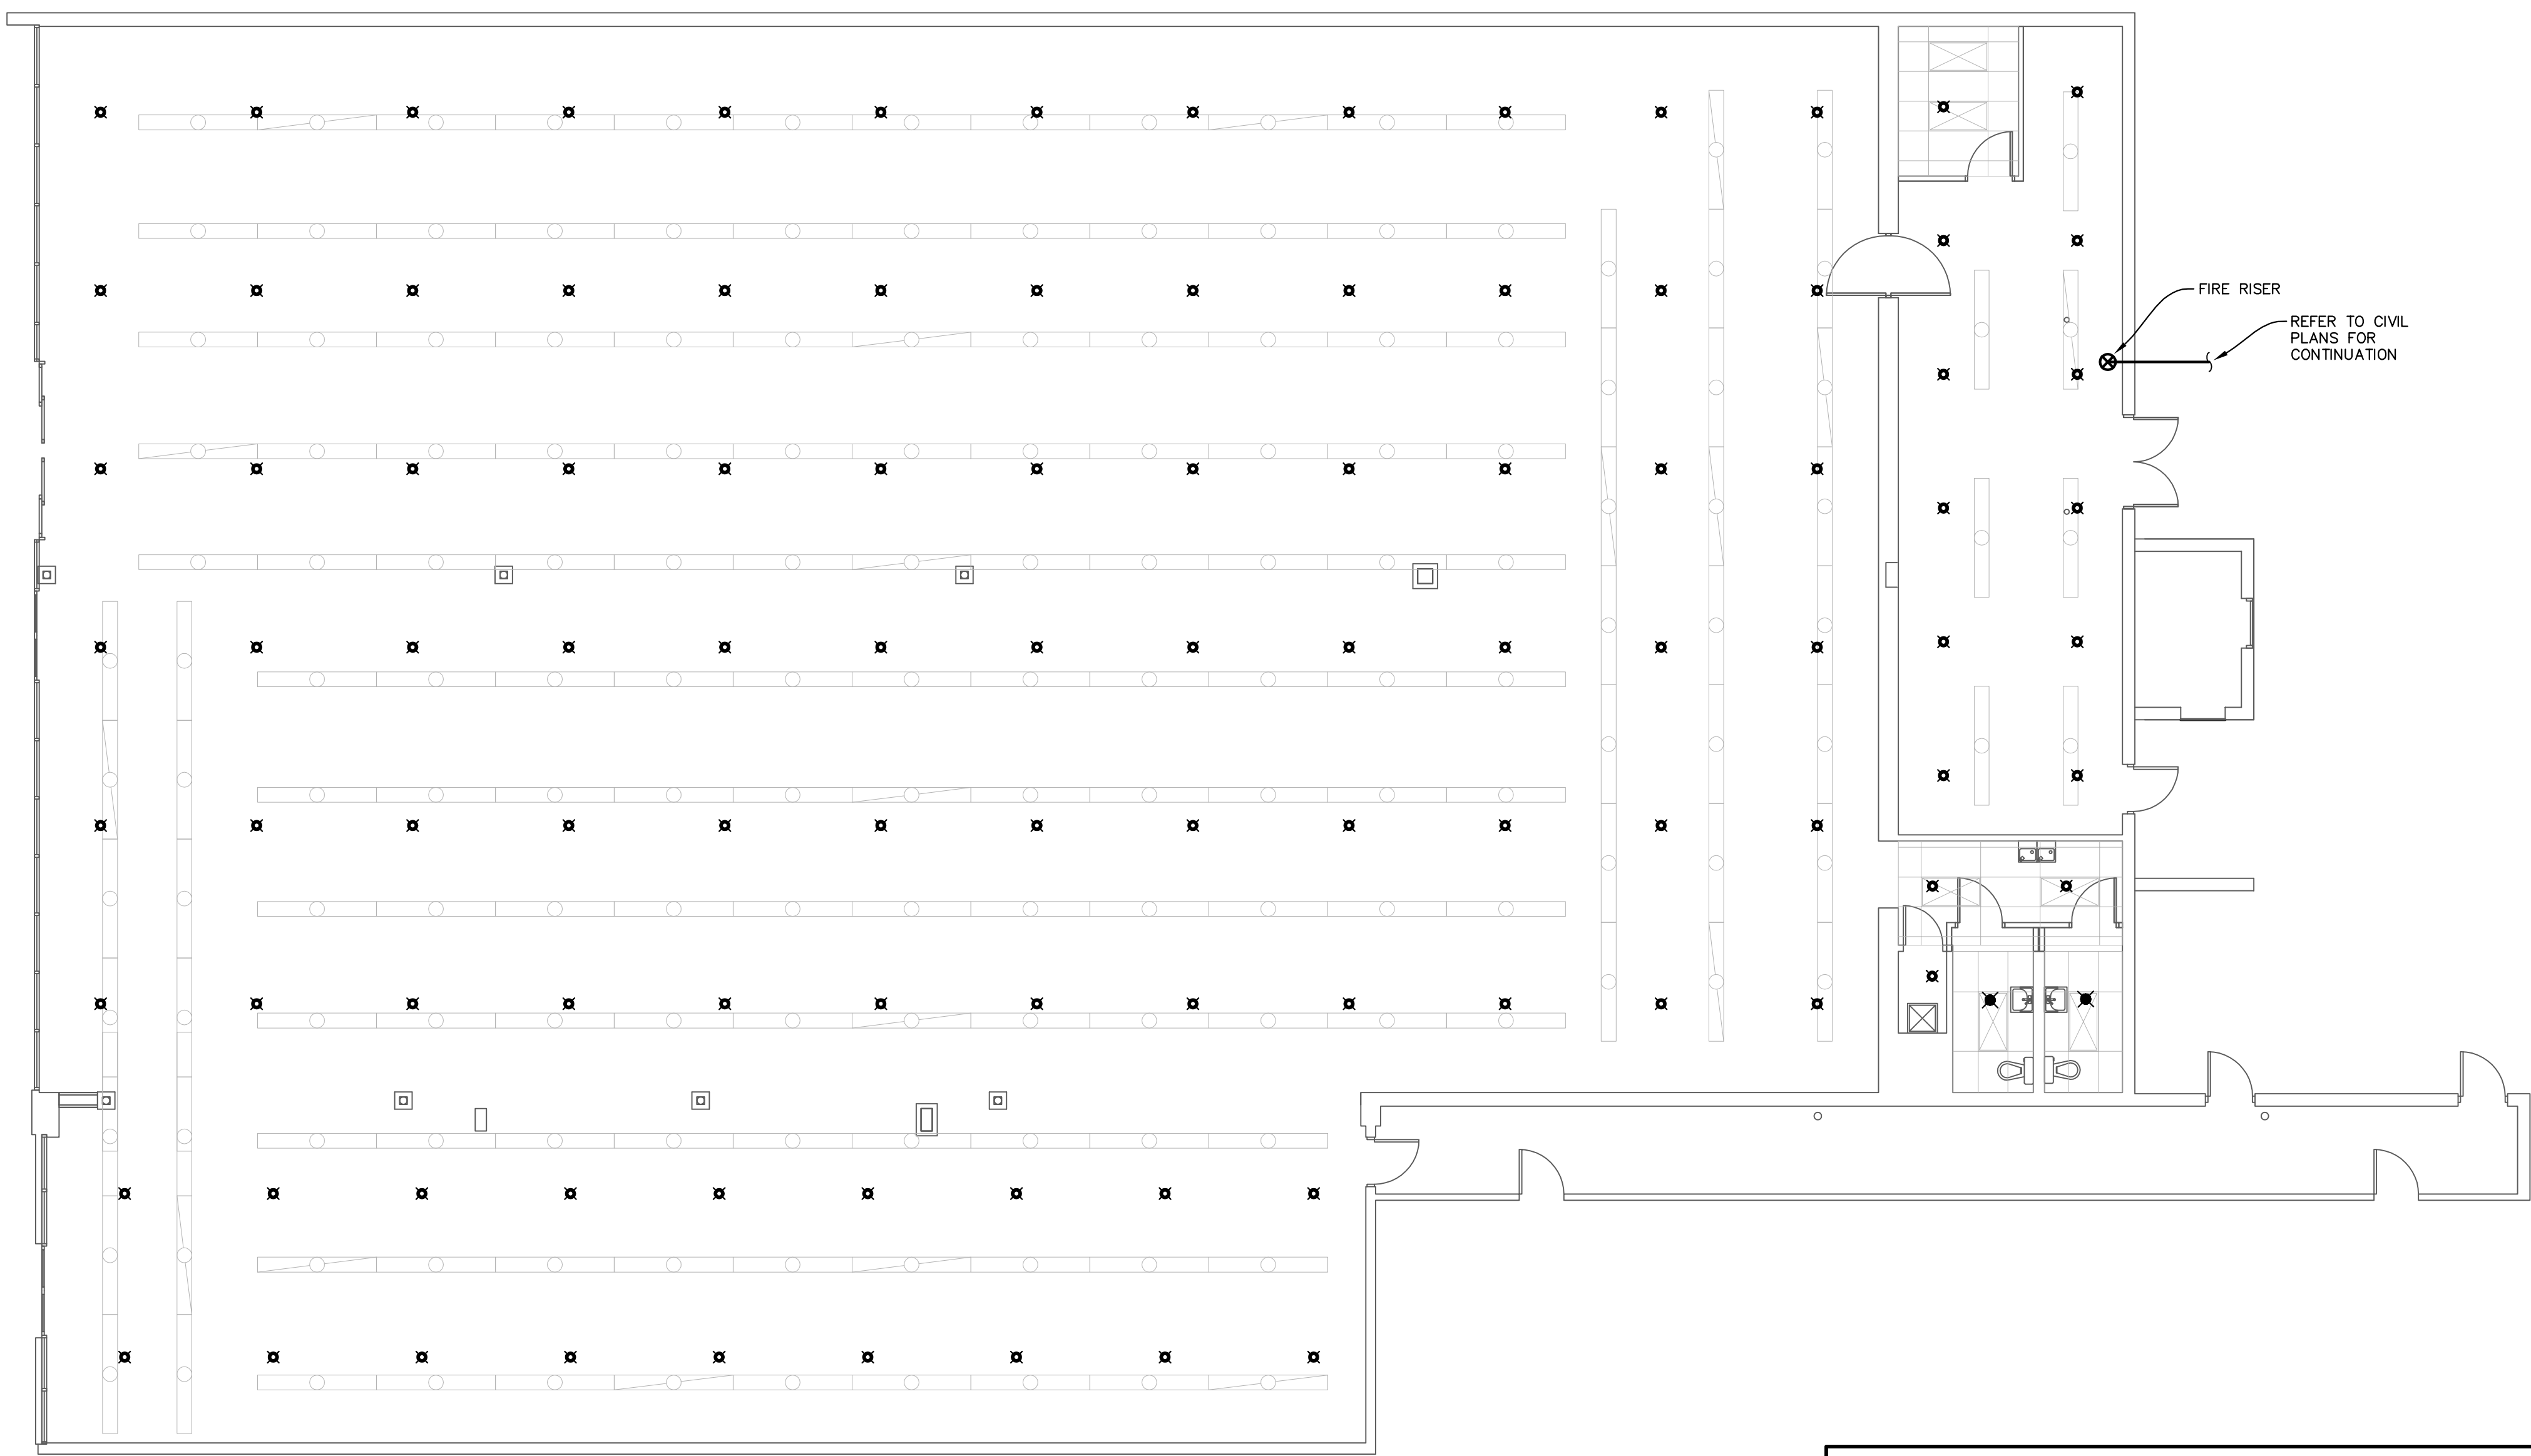 FIRE RISER
REFER TO CIVIL
PLANS FOR
CONTINUATION